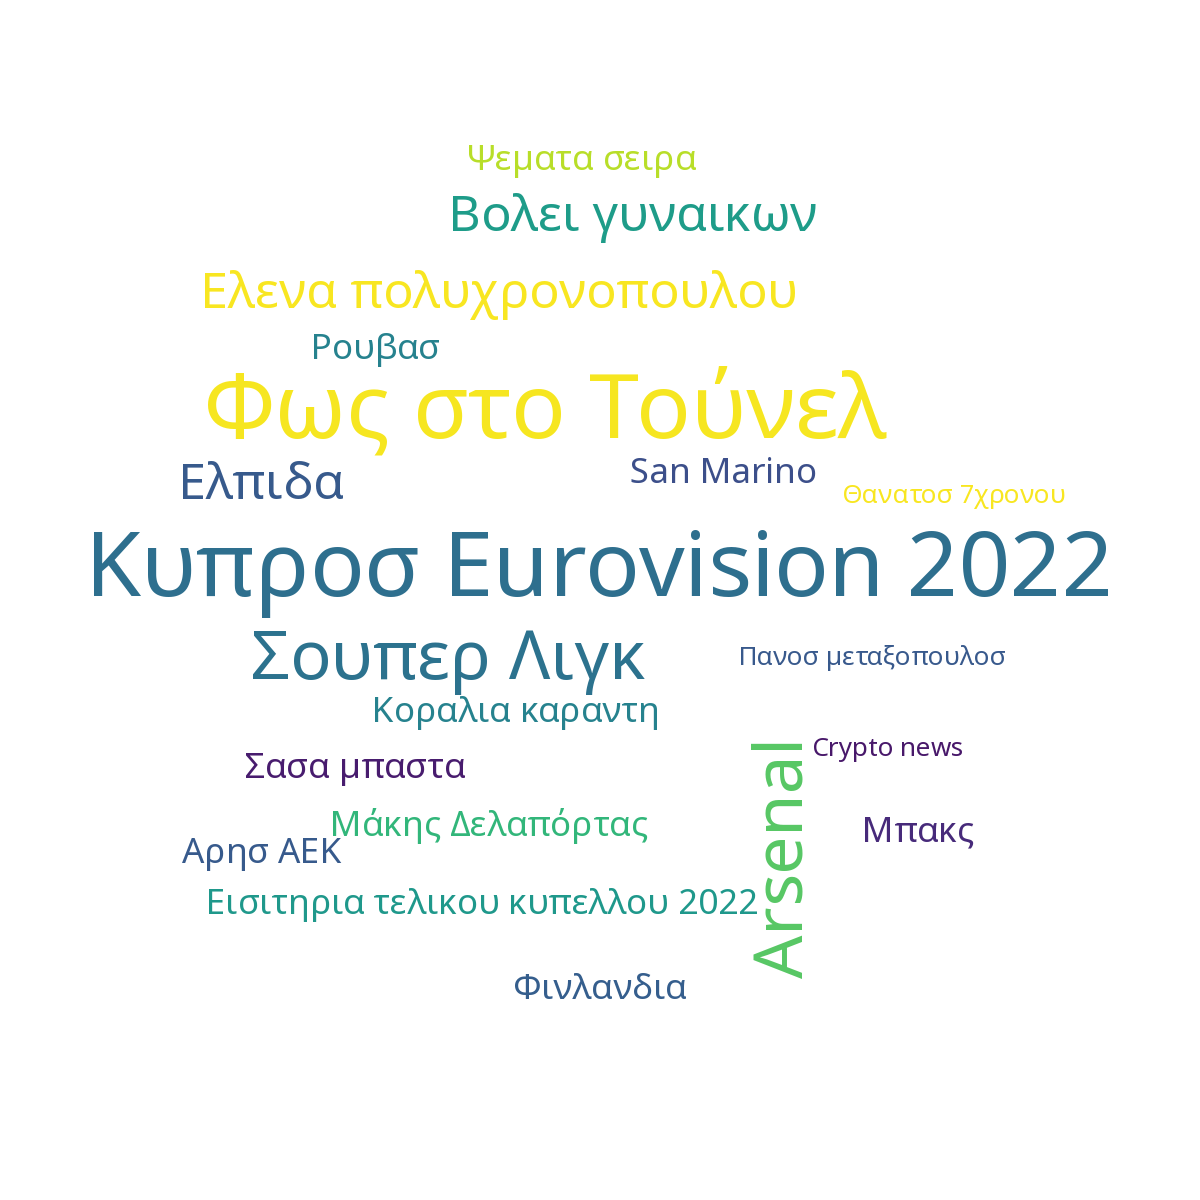 Ψεματα σειρα
Βολει γυναικων
Ελενα πολυχρονοπουλου
Ρουβασ
Φως στο Τούνελ
Ελπιδα
San Marino
Θανατοσ 7χρονου
Κυπροσ Eurovision 2022
Σουπερ Λιγκ
Πανοσ μεταξοπουλοσ
Κοραλια καραντη
Σασα μπαστα
Crypto news
Arsenal
Μάκης Δελαπόρτας
Μπακς
Αρησ ΑΕΚ
Εισιτηρια τελικου κυπελλου 2022
Φινλανδια